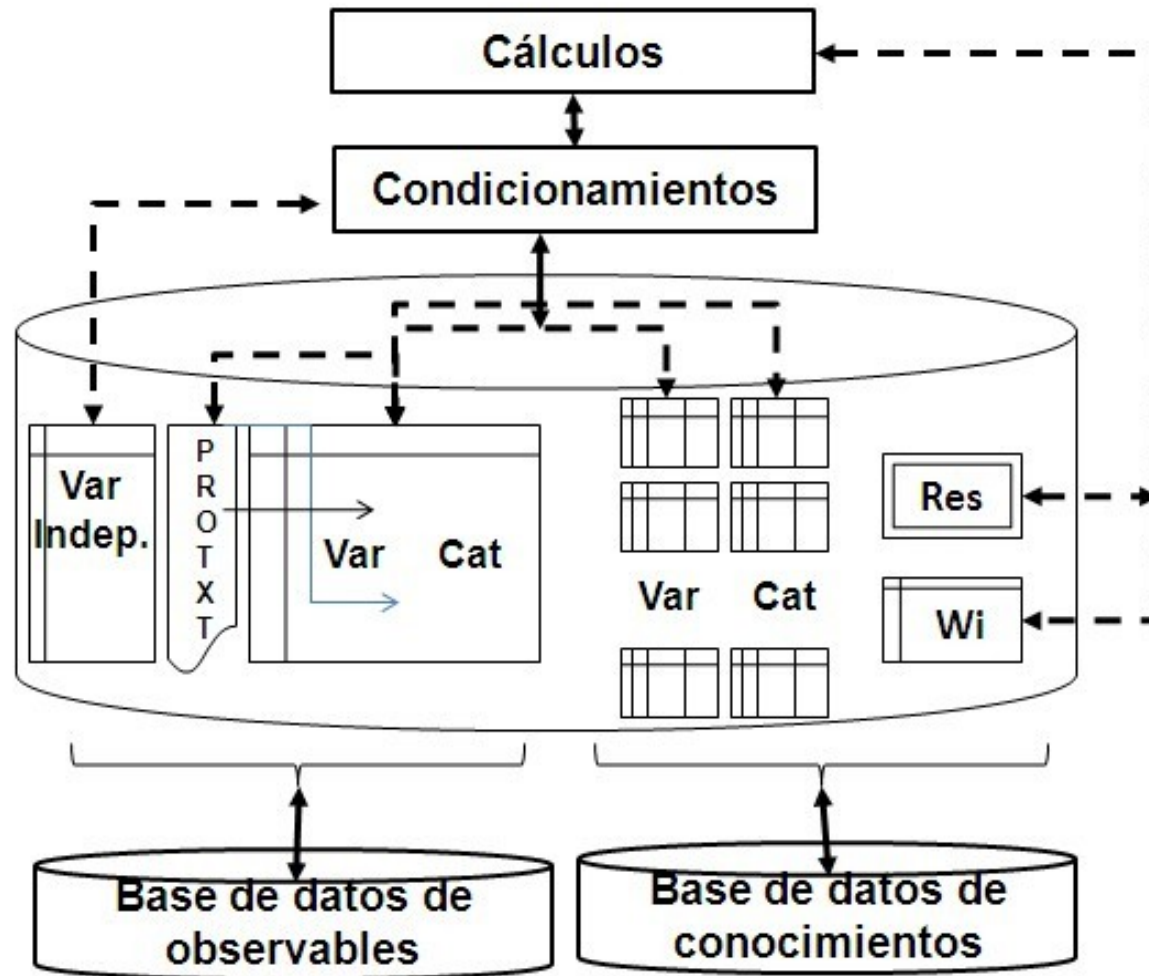 Cálculos
Condicionamientos
Var
Indep.
PROTXT
Var Cat
Var Cat
Res
Wi
Base de datos de
observables
Base de datos de
conocimientos